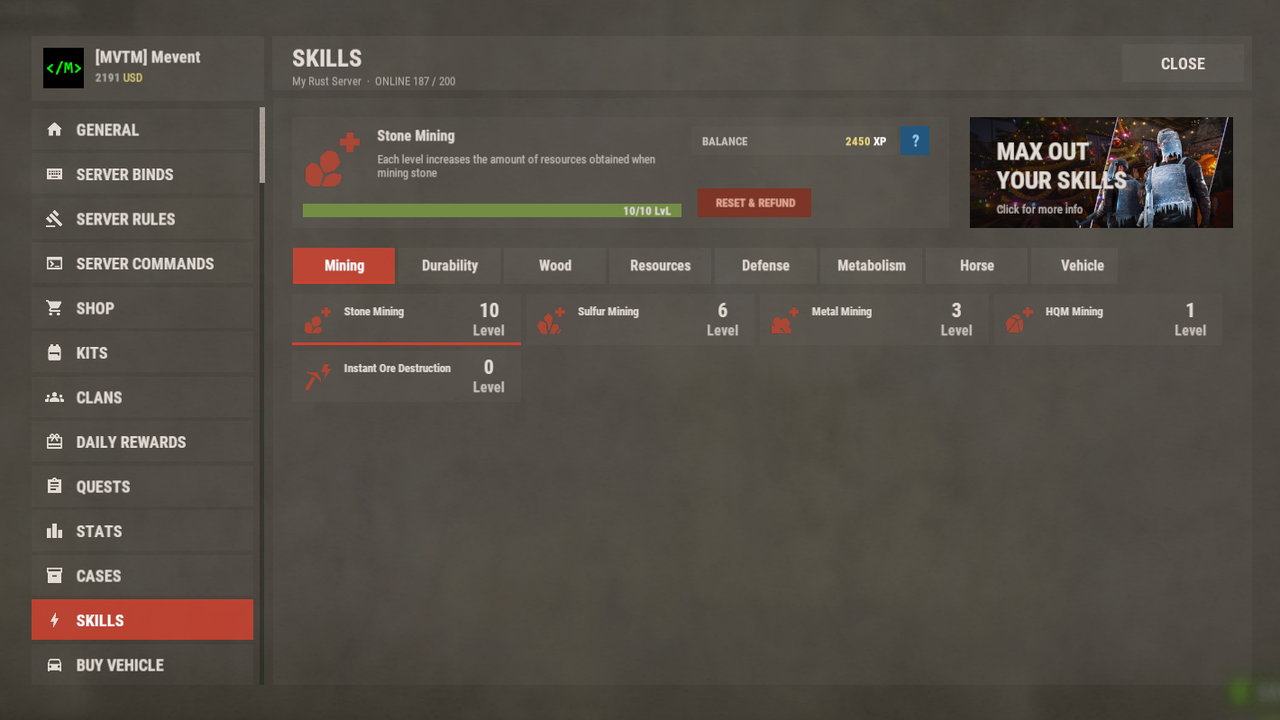 </M>
[MVTM] Mevent
2191 USD
GENERAL
SERVER BINDS
SERVER RULES
SERVER COMMANDS
SHOP
KITS
CLANS
DAILY REWARDS
QUESTS
STATS
CASES
SKILLS
BUY VEHICLE
SKILLS
My Rust Server · ONLINE 187 / 200
CLOSE
Stone Mining
Each level increases the amount of resources obtained when
mining stone
10/10 LvL
BALANCE
2450 XP
?
RESET & REFUND
MAX OUT
YOUR SKILLS
Click for more info
Mining
Durability
Wood
Resources
Defense
Metabolism
Horse
Vehicle
Stone Mining
10
Level
Sulfur Mining
6
Level
Metal Mining
3
Level
HQM Mining
1
Level
Instant Ore Destruction
0
Level